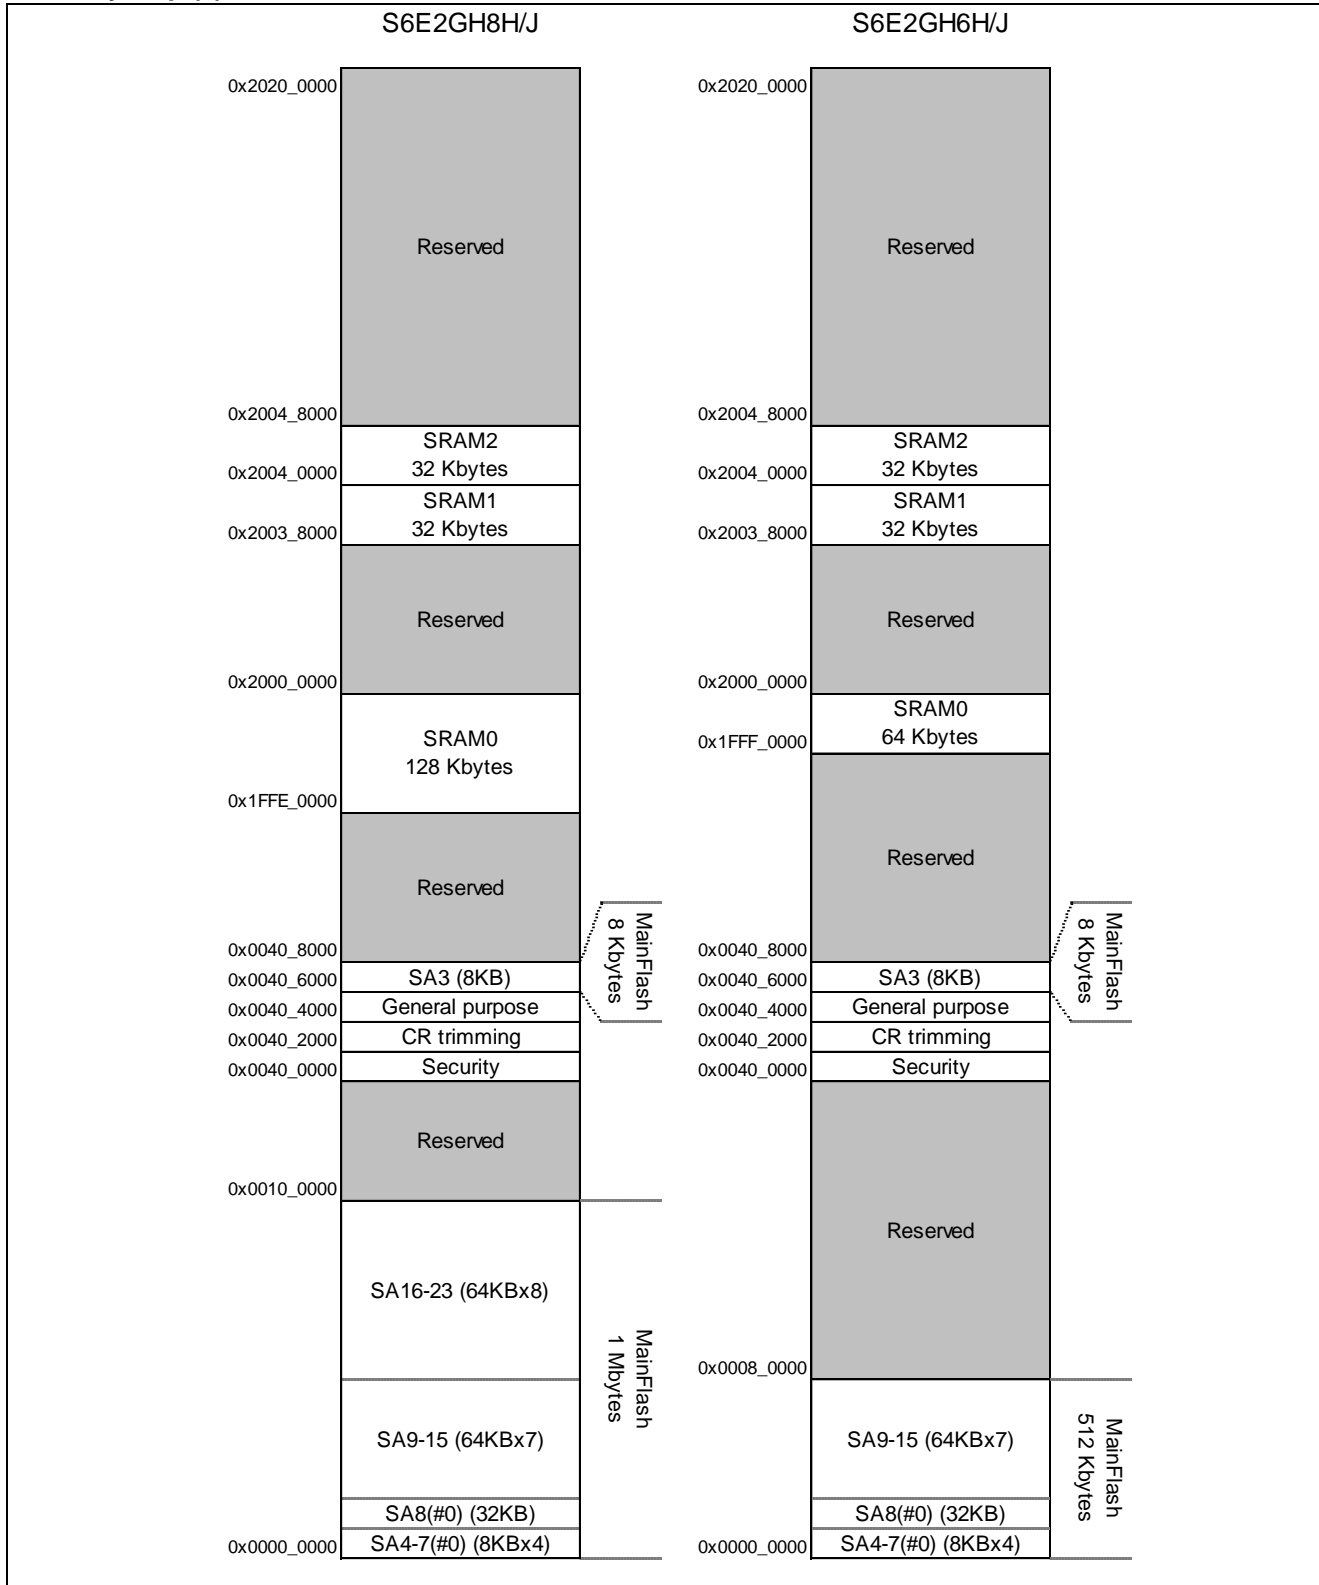 S6E2GH8H/J
0x2020_0000
Reserved
0x2004_8000
SRAM2
32 Kbytes
0x2004_0000
SRAM1
32 Kbytes
0x2003_8000
Reserved
0x2000_0000
SRAM0
128 Kbytes
0x1FFE_0000
Reserved
0x0040_8000
SA3 (8KB)
0x0040_6000
General purpose
0x0040_4000
CR trimming
0x0040_2000
Security
0x0040_0000
MainFlash
8 Kbytes
Reserved
0x0010_0000
SA16-23 (64KBx8)
SA9-15 (64KBx7)
SA8(#0) (32KB)
SA4-7(#0) (8KBx4)
0x0000_0000
MainFlash
1 Mbytes
S6E2GH6H/J
0x2020_0000
Reserved
0x2004_8000
SRAM2
32 Kbytes
0x2004_0000
SRAM1
32 Kbytes
0x2003_8000
Reserved
0x2000_0000
SRAM0
64 Kbytes
0x1FFF_0000
Reserved
0x0040_8000
SA3 (8KB)
0x0040_6000
General purpose
0x0040_4000
CR trimming
0x0040_2000
Security
0x0040_0000
MainFlash
8 Kbytes
Reserved
0x0008_0000
SA9-15 (64KBx7)
SA8(#0) (32KB)
SA4-7(#0) (8KBx4)
0x0000_0000
MainFlash
512 Kbytes